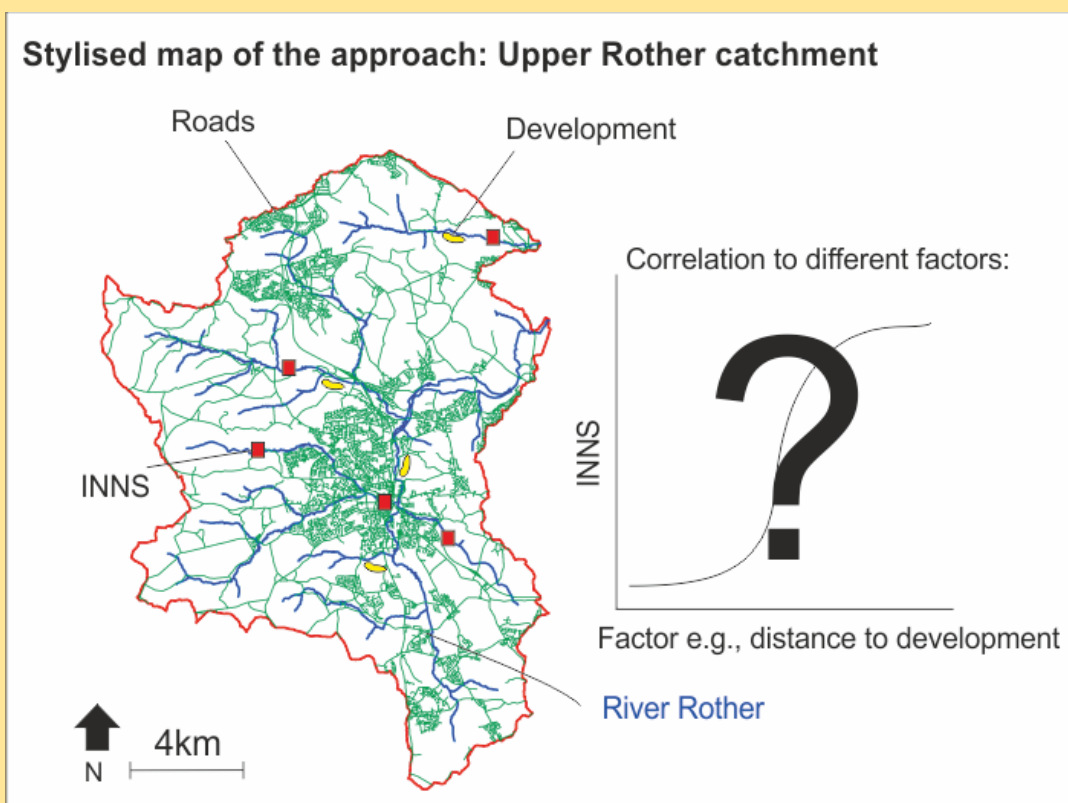 Stylised map of the approach: Upper Rother catchment
Roads
Development
Correlation to different factors:
?
INNS
INNS
Factor e.g., distance to development
River Rother
4km
N